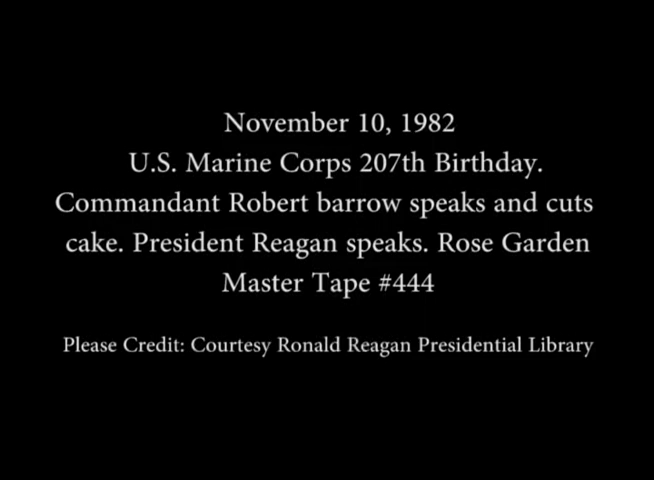 November 10, 1982
U.S. Marine Corps 207th Birthday.
Commandant Robert barrow speaks and cuts
cake. President Reagan speaks. Rose Garden
Master Tape #444
Please Credit: Courtesy Ronald Reagan Presidential Library